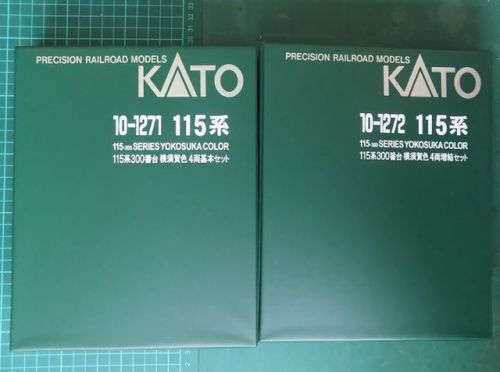 PRECISION RAILROAD MODELS
KATO
10-1271 115系
115-300 SERIES YOKOSUKA COLOR
115系300番台 横須賀色 4両基本セット
PRECISION RAILROAD MODELS
KATO
10-1272 115系
115-300 SERIES YOKOSUKA COLOR
115系300番台 横須賀色 4両増結セット